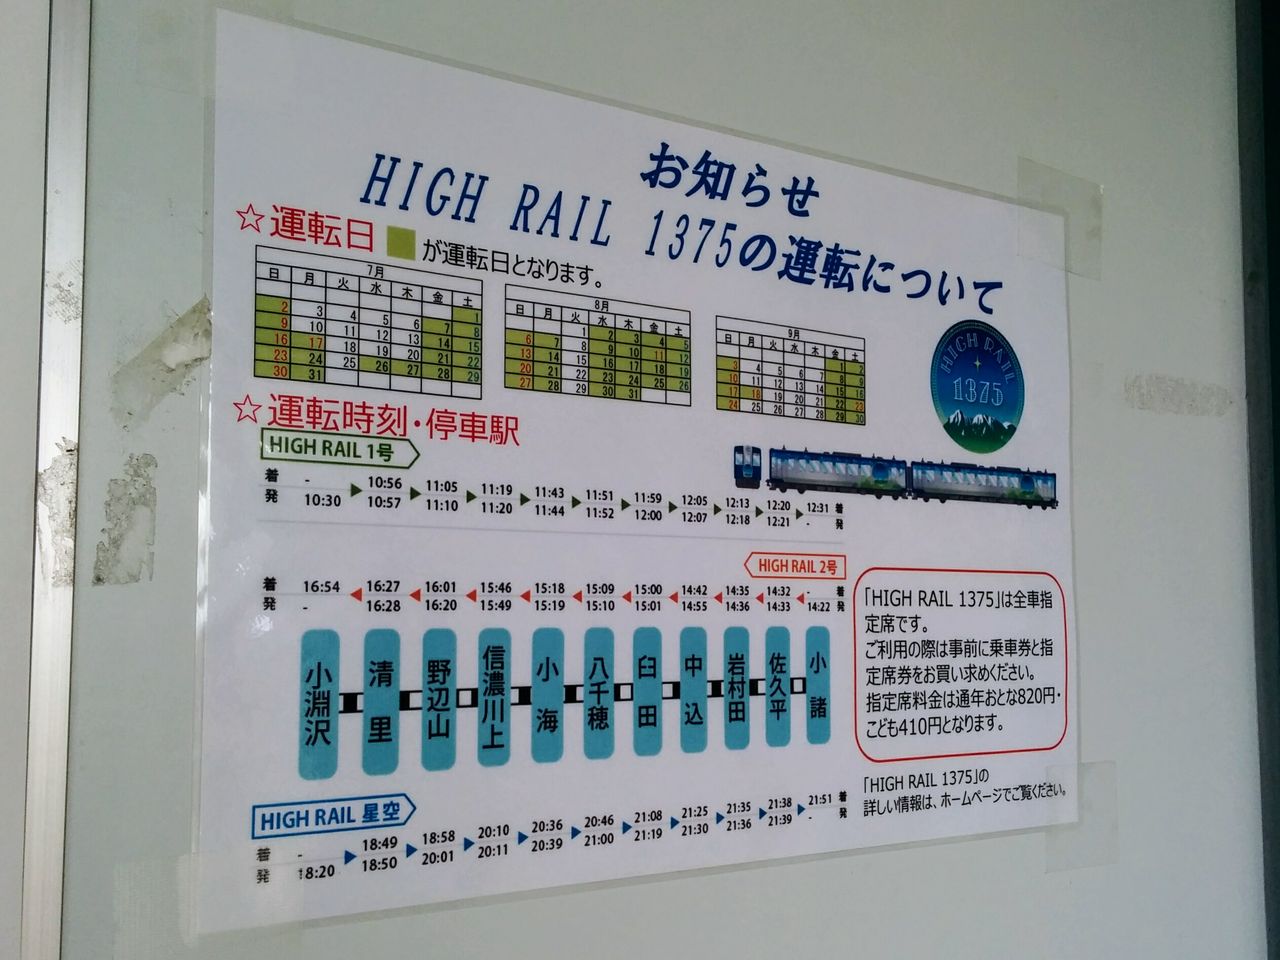 お知らせ
HIGH RAIL 1375の運転について
☆運転日 が運転日となります。
7月
日 月 火 水 木 金 土
1
2 3 4 5 6 7 8
9 10 11 12 13 14 15
16 17 18 19 20 21 22
23 24 25 26 27 28 29
30 31
8月
日 月 火 水 木 金 土
1 2 3 4 5
6 7 8 9 10 11 12
13 14 15 16 17 18 19
20 21 22 23 24 25 26
27 28 29 30 31
9月
日 月 火 水 木 金 土
1 2
3 4 5 6 7 8 9
10 11 12 13 14 15 16
17 18 19 20 21 22 23
24 25 26 27 28 29 30
HIGH RAIL
1375
☆運転時刻・停車駅
HIGH RAIL 1号
着 - 10:56 11:05 11:19 11:43 11:51 11:59 12:05 12:13 12:20 12:31 着
発 10:30 10:57 11:10 11:20 11:44 11:52 12:00 12:07 12:18 12:21 - 発
HIGH RAIL 2号
着 16:54 16:27 16:01 15:46 15:18 15:09 15:00 14:42 14:35 14:32 - 着
発 - 16:28 16:20 15:49 15:19 15:10 15:01 14:55 14:36 14:33 14:22 発
小淵沢
清里
野辺山
信濃川上
小海
八千穂
臼田
中込
岩村田
佐久平
小諸
「HIGH RAIL 1375」は全車指
定席です。
ご利用の際は事前に乗車券と指
定席券をお買い求めください。
指定席料金は通年おとな820円・
こども410円となります。
「HIGH RAIL 1375」の
詳しい情報は、ホームページでご覧ください。
HIGH RAIL 星空
着 - 18:49 18:58 20:10 20:36 20:46 21:08 21:25 21:35 21:38 21:51 着
発 18:20 18:50 20:01 20:11 20:39 21:00 21:19 21:30 21:36 21:39 - 発